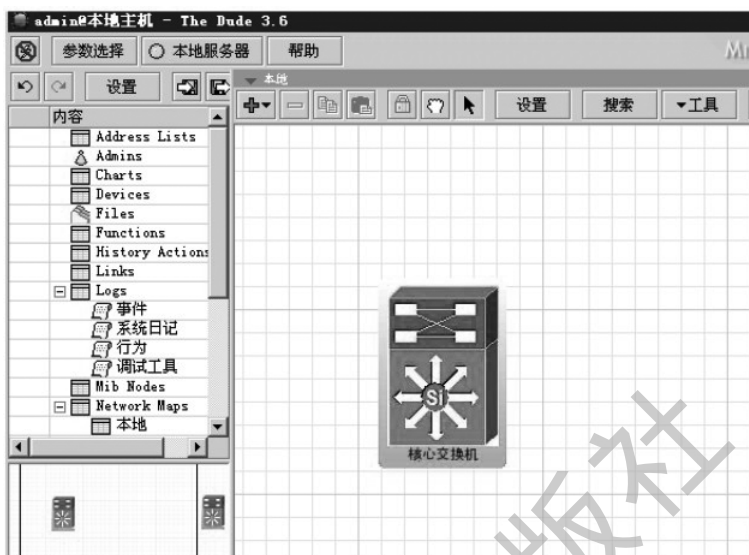 admin@本地主机 - The Dude 3.6
参数选择 本地服务器 帮助
设置
本地
设置 搜索 工具
内容
Address Lists
Admins
Charts
Devices
Files
Functions
History Actions
Links
Logs
事件
系统日记
行为
调试工具
Mib Nodes
Network Maps
本地
Si
核心交换机
版社